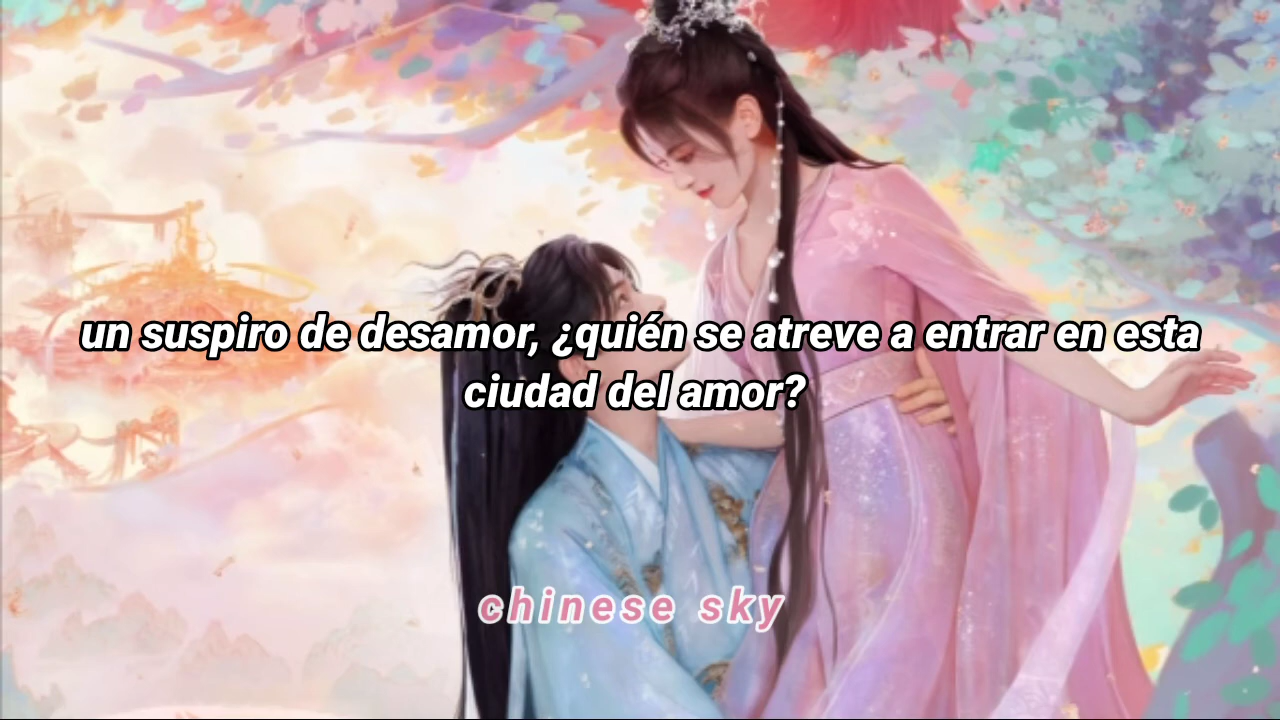 un suspiro de desamor, ¿quién se atreve a entrar en esta
ciudad del amor?
chinese sky